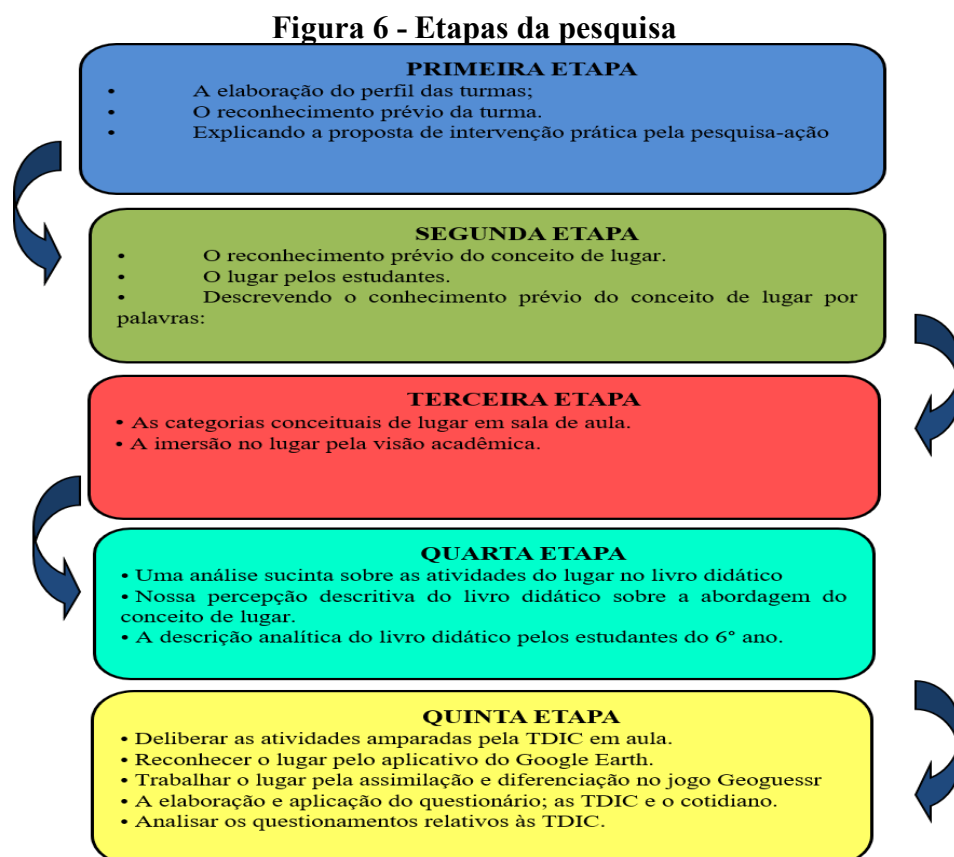 Figura 6 - Etapas da pesquisa
PRIMEIRA ETAPA
• A elaboração do perfil das turmas;
• O reconhecimento prévio da turma.
• Explicando a proposta de intervenção prática pela pesquisa-ação
SEGUNDA ETAPA
• O reconhecimento prévio do conceito de lugar.
• O lugar pelos estudantes.
• Descrevendo o conhecimento prévio do conceito de lugar por
palavras:
TERCEIRA ETAPA
• As categorias conceituais de lugar em sala de aula.
• A imersão no lugar pela visão acadêmica.
QUARTA ETAPA
• Uma análise sucinta sobre as atividades do lugar no livro didático
• Nossa percepção descritiva do livro didático sobre a abordagem do
conceito de lugar.
• A descrição analítica do livro didático pelos estudantes do 6° ano.
QUINTA ETAPA
• Deliberar as atividades amparadas pela TDIC em aula.
• Reconhecer o lugar pelo aplicativo do Google Earth.
• Trabalhar o lugar pela assimilação e diferenciação no jogo Geoguessr
• A elaboração e aplicação do questionário; as TDIC e o cotidiano.
• Analisar os questionamentos relativos às TDIC.